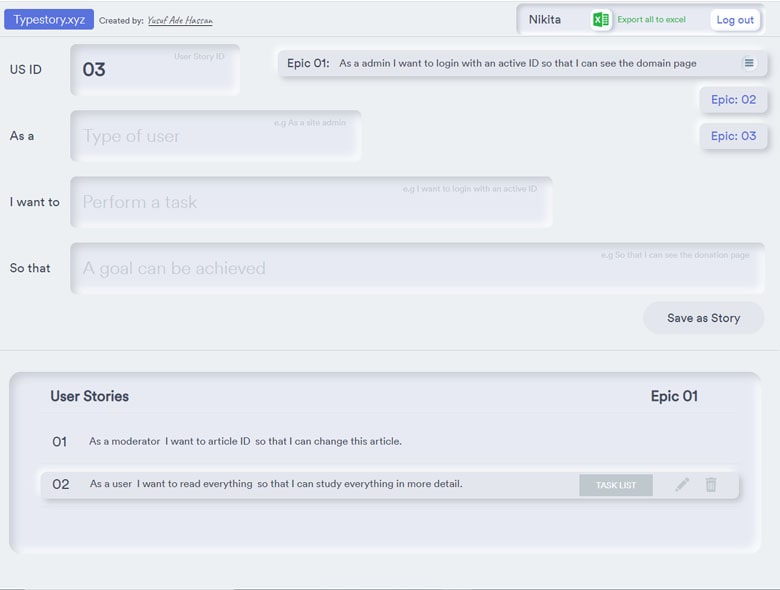 Typestory.xyz Created by: Yusuf Ade Hassan Nikita Export all to excel Log out
US ID 03 User Story ID
Epic 01: As a admin I want to login with an active ID so that I can see the domain page
Epic: 02
As a Type of user e.g As a site admin
Epic: 03
I want to Perform a task e.g I want to login with an active ID
So that A goal can be achieved e.g So that I can see the donation page
Save as Story
User Stories Epic 01
01 As a moderator I want to article ID so that I can change this article.
02 As a user I want to read everything so that I can study everything in more detail. TASK LIST